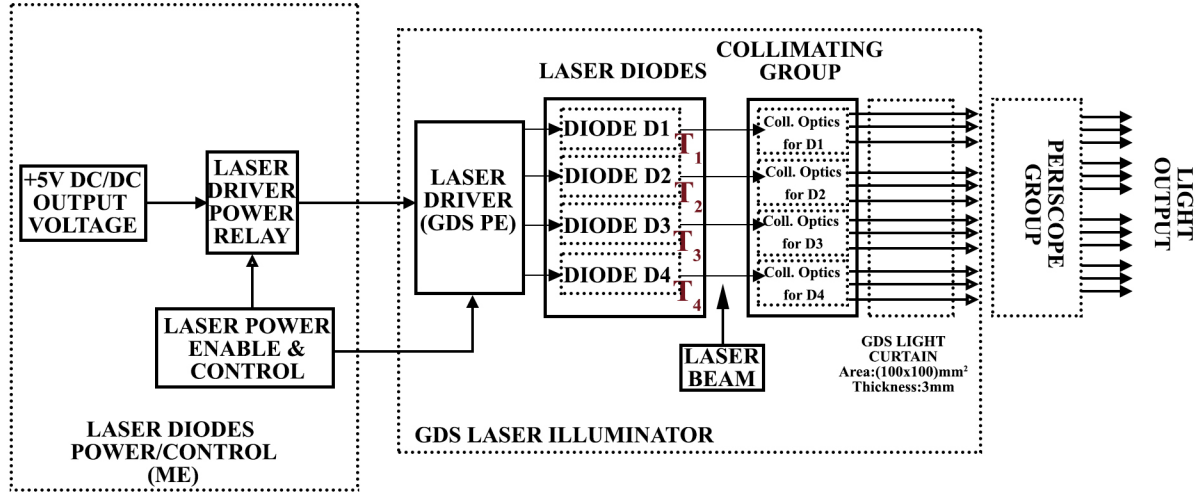 +5V DC/DC
OUTPUT
VOLTAGE
LASER
DRIVER
POWER
RELAY
LASER POWER
ENABLE &
CONTROL
LASER DIODES
POWER/CONTROL
(ME)
LASER
DRIVER
(GDS PE)
LASER DIODES
DIODE D1
T1
DIODE D2
T2
DIODE D3
T3
DIODE D4
T4
LASER
BEAM
COLLIMATING
GROUP
Coll. Optics
for D1
Coll. Optics
for D2
Coll. Optics
for D3
Coll. Optics
for D4
GDS LIGHT
CURTAIN
Area:(100x100)mm²
Thickness:3mm
GDS LASER ILLUMINATOR
PERISCOPE
GROUP
LIGHT
OUTPUT